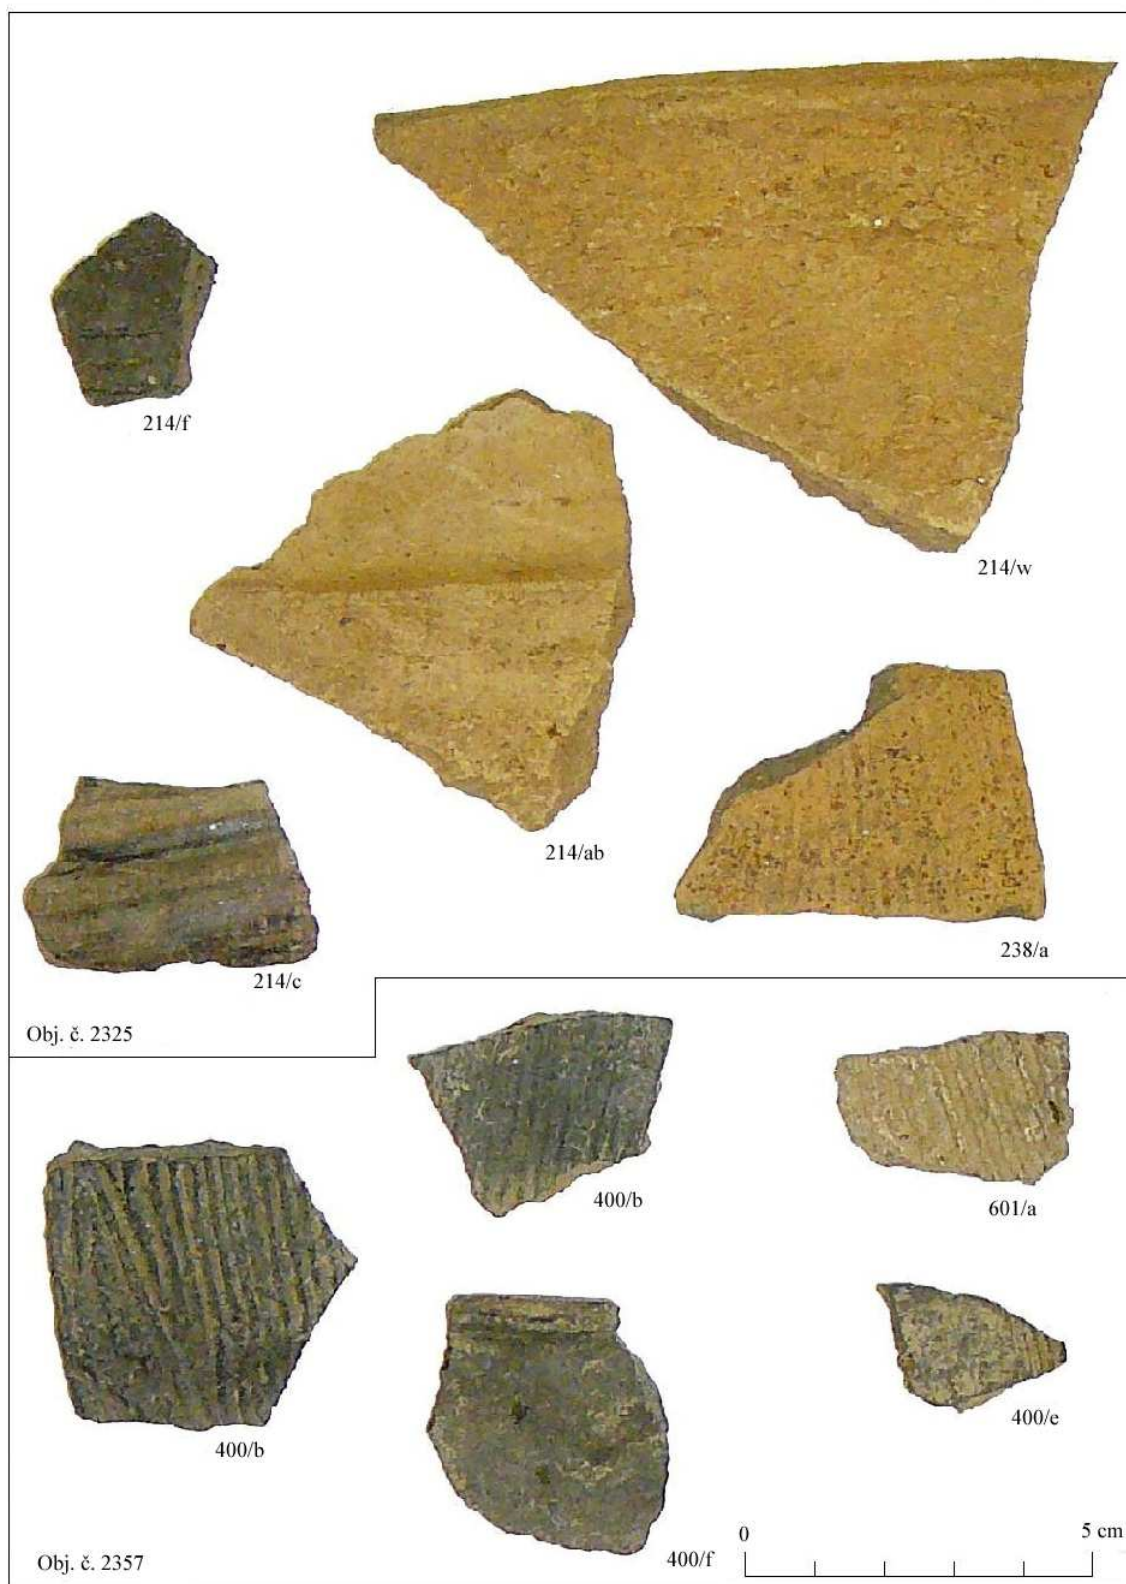 214/f
214/w
214/ab
238/a
214/c
Obj. č. 2325
400/b
601/a
400/b
400/e
400/f
0 5 cm
Obj. č. 2357